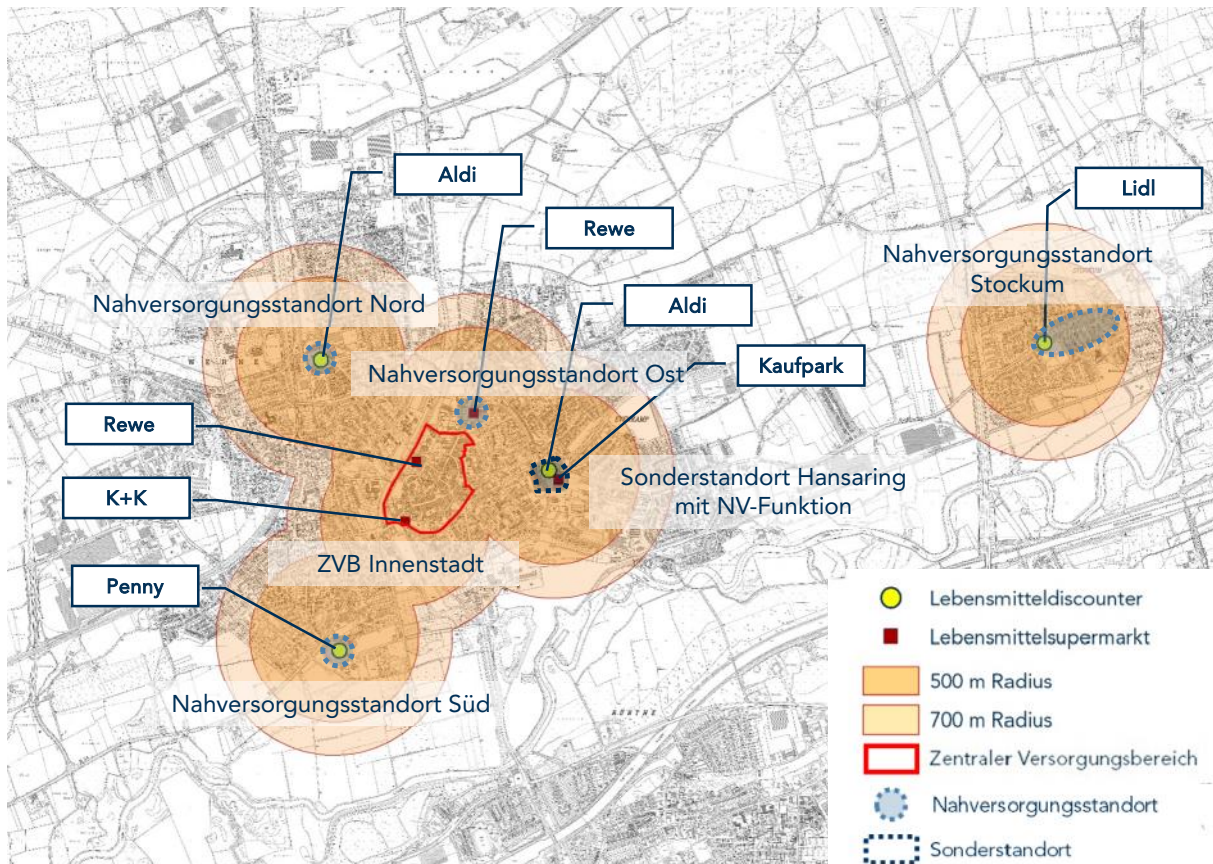 Aldi
Lidl
Rewe
Nahversorgungsstandort
Stockum
Aldi
Nahversorgungsstandort Nord
WERNE
Nahversorgungsstandort Ost
Kaufpark
Rewe
Sonderstandort Hansaring
mit NV-Funktion
K+K
ZVB Innenstadt
Penny
Nahversorgungsstandort Süd
Lebensmitteldiscounter
Lebensmittelsupermarkt
500 m Radius
700 m Radius
Zentraler Versorgungsbereich
Nahversorgungsstandort
Sonderstandort